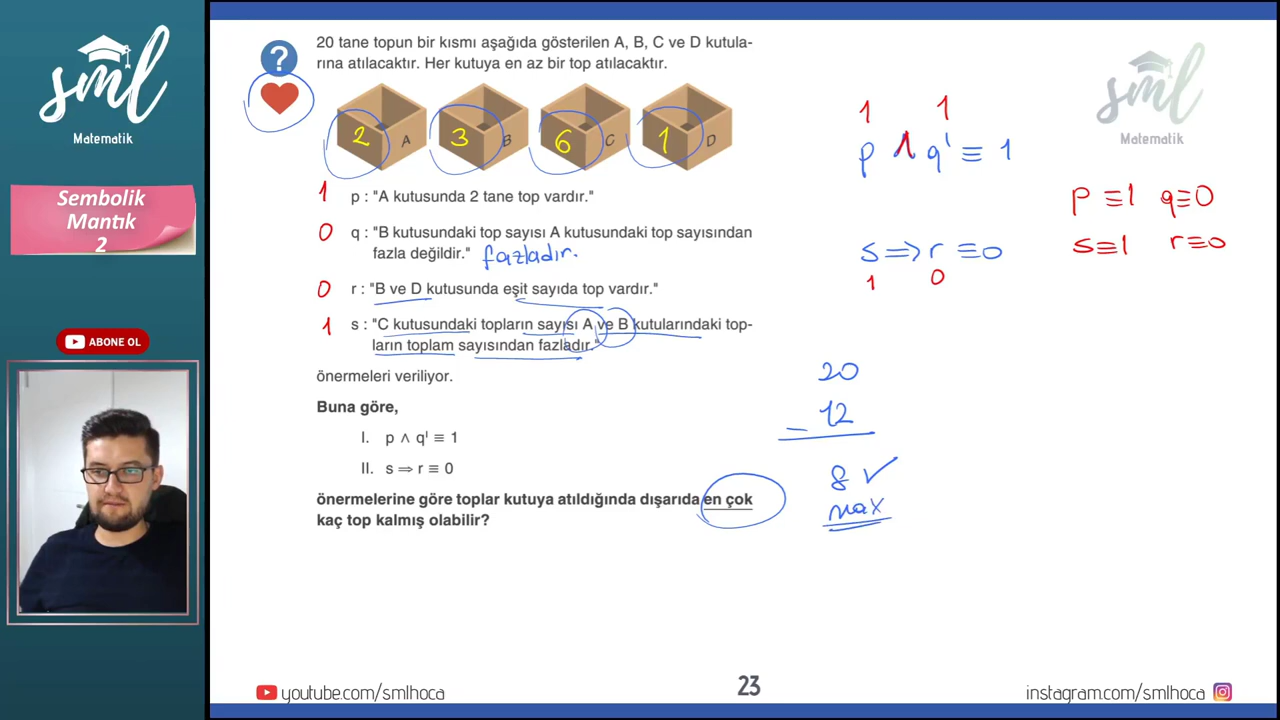 20 tane topun bir kısmı aşağıda gösterilen A, B, C ve D kutula-
rına atılacaktır. Her kutuya en az bir top atılacaktır.
?
sml
Matematik
Sembolik
Mantık
2
ABONE OL
2 A
3 B
6 C
1 D
1 p : "A kutusunda 2 tane top vardır."
0 q : "B kutusundaki top sayısı A kutusundaki top sayısından
fazla değildir." fazladır.
0 r : "B ve D kutusunda eşit sayıda top vardır."
1 s : "C kutusundaki topların sayısı A ve B kutularındaki top-
ların toplam sayısından fazladır."
önermeleri veriliyor.
Buna göre,
I. p ∧ q' ≡ 1
II. s ⇒ r ≡ 0
önermelerine göre toplar kutuya atıldığında dışarıda en çok
kaç top kalmış olabilir?
sml
Matematik
1 1
p ∧ q' ≡ 1
p ≡ 1 q ≡ 0
s ⇒ r ≡ 0
1 0
s ≡ 1 r ≡ 0
20
- 12
8 ✓
max
youtube.com/smlhoca
23
instagram.com/smlhoca